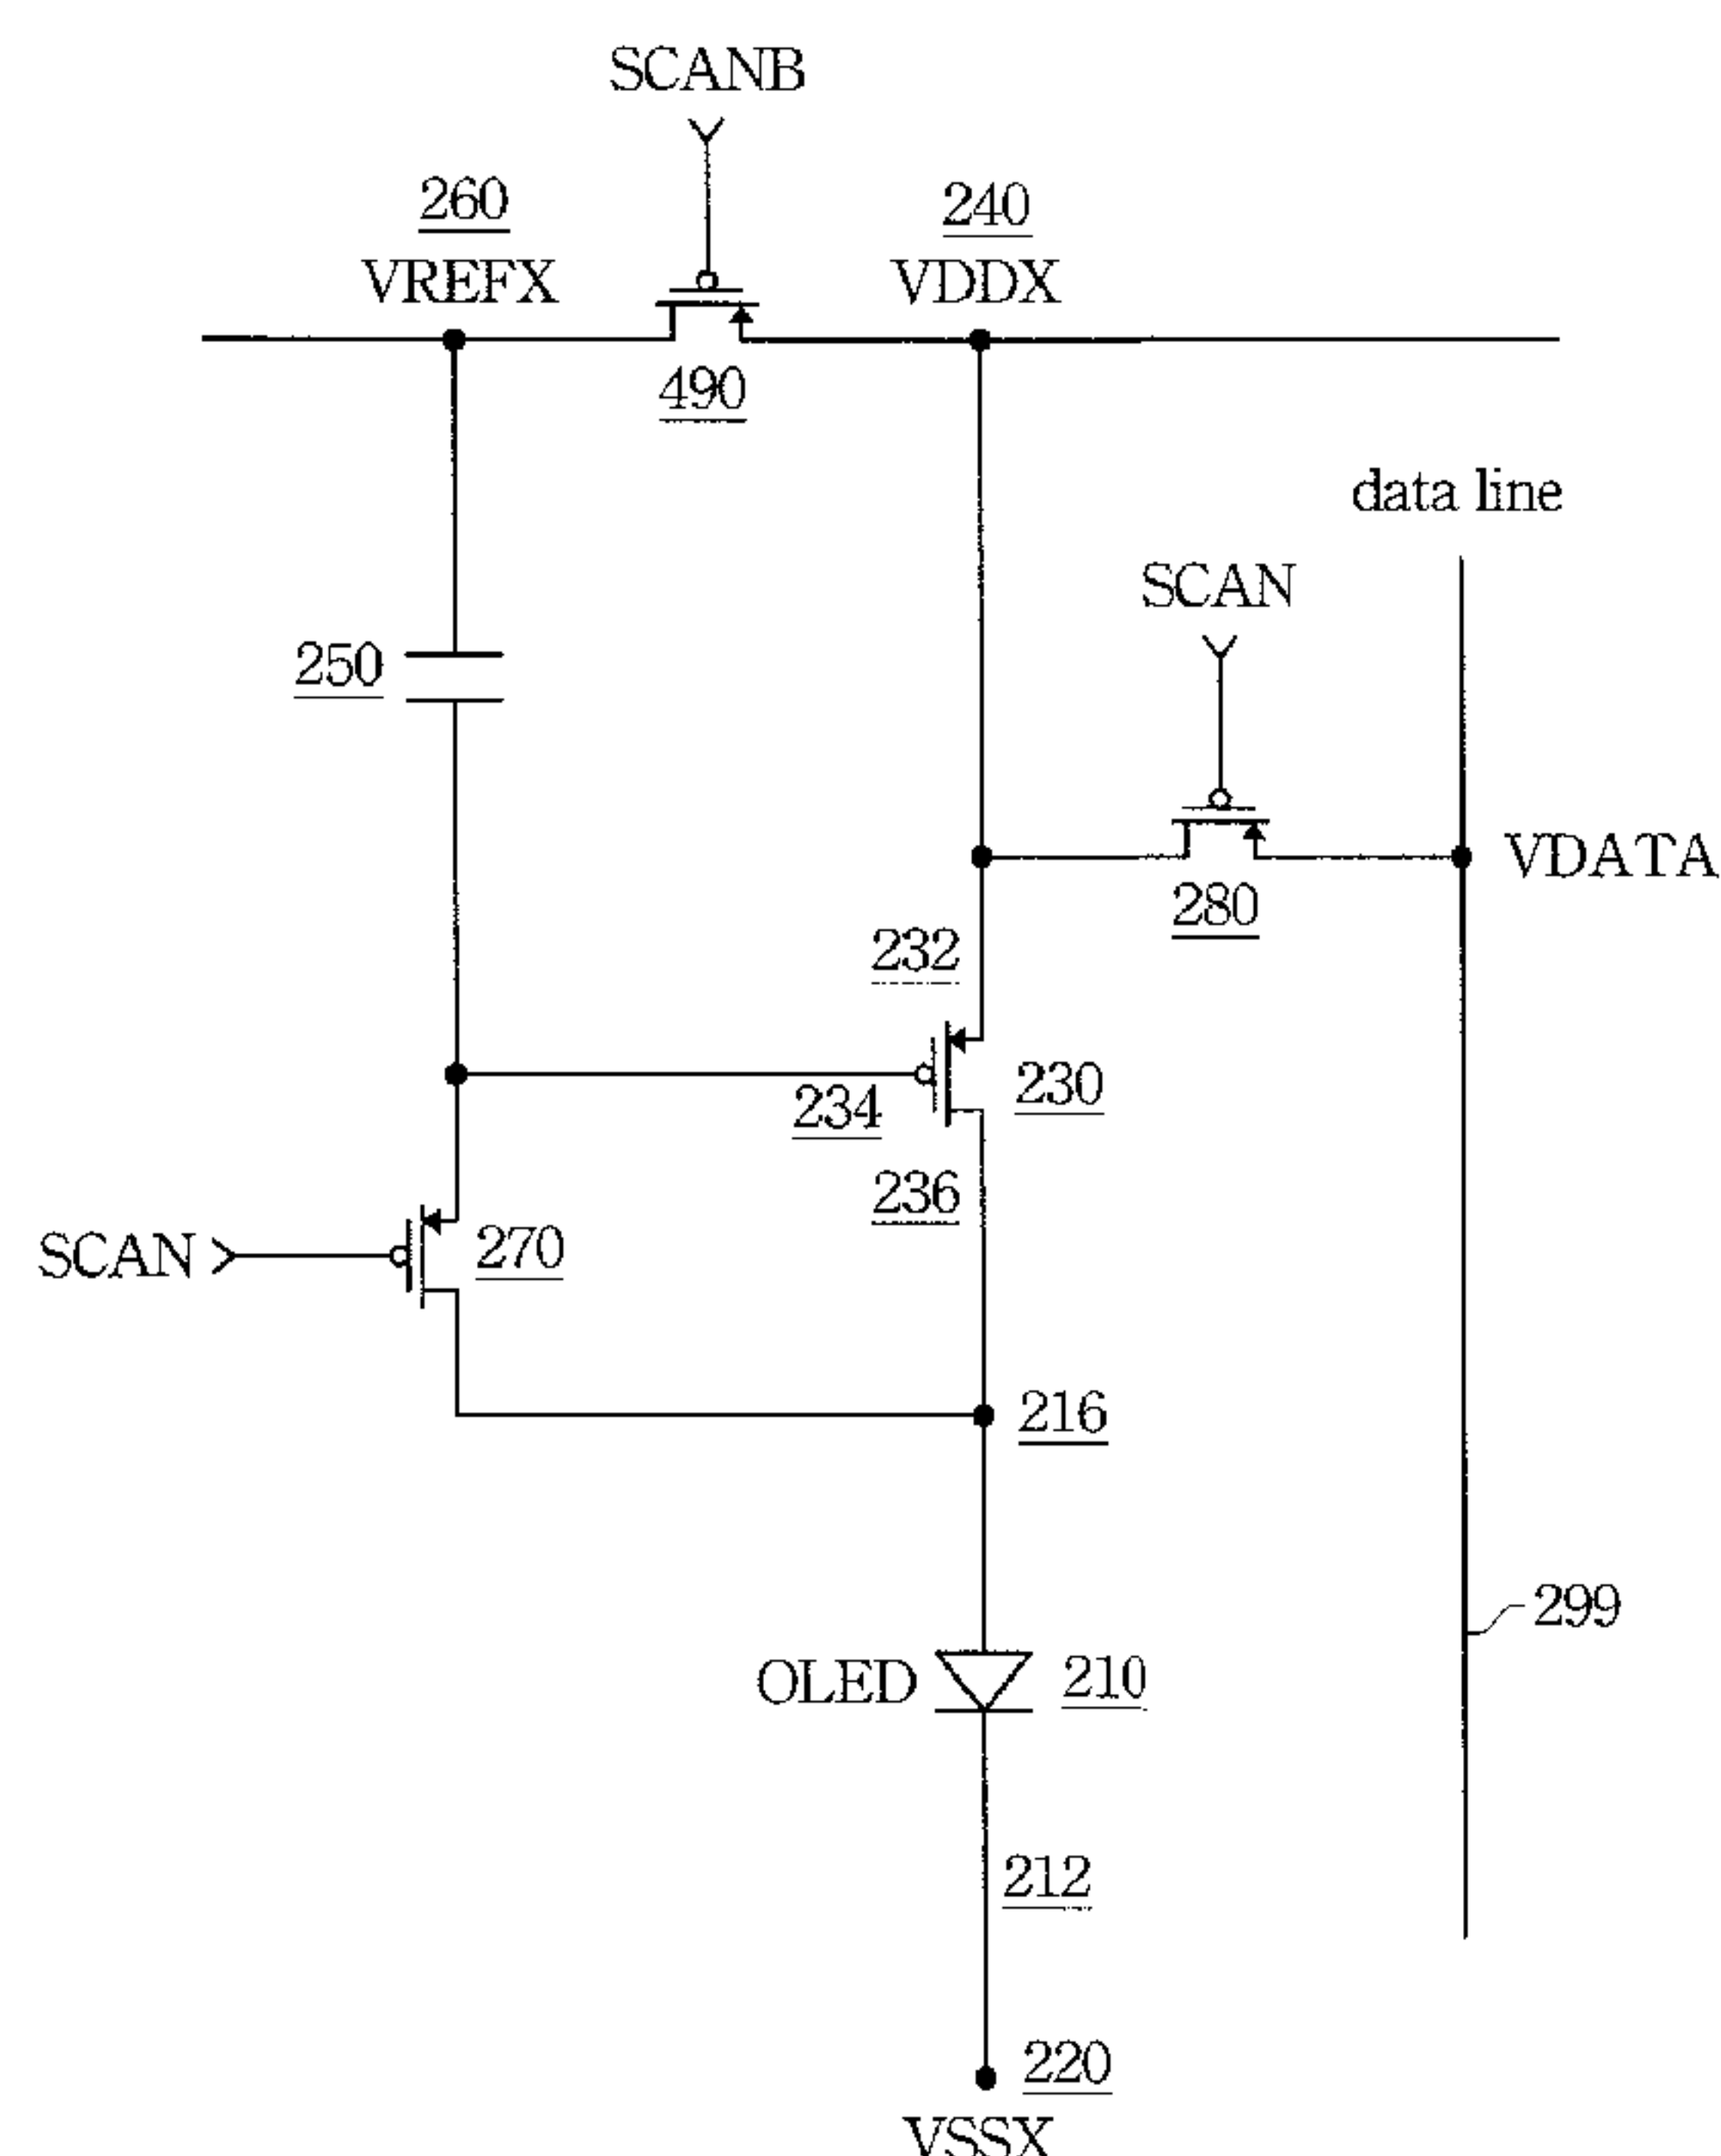 SCANB
260
240
VREFX
VDDX
490
data line
SCAN
250
VDATA
280
232
230
234
236
SCAN
270
216
299
OLED
210
212
220
VSSX